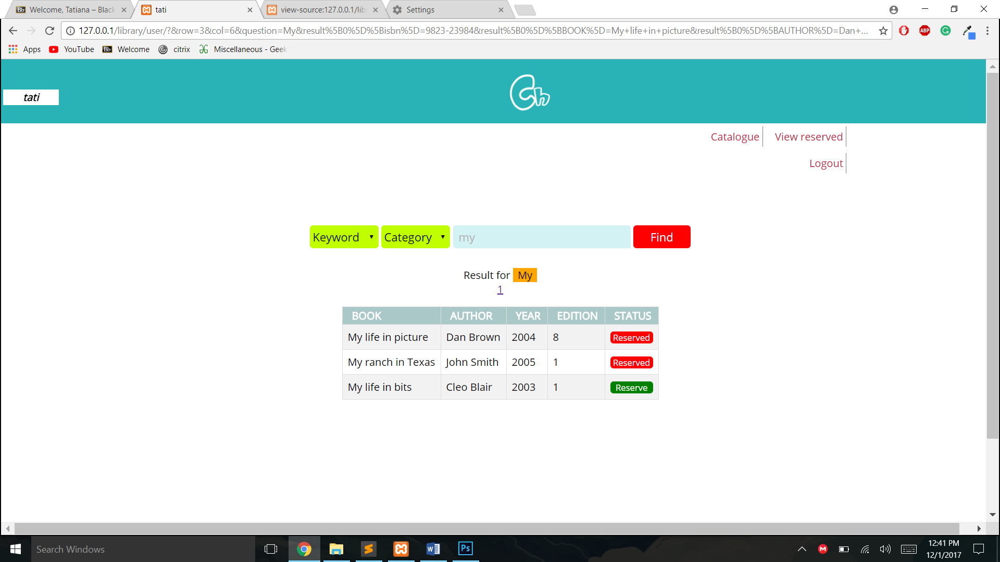 Welcome, Tatiana – Black
tati
view-source:127.0.0.1/lib
Settings
127.0.0.1/library/user/?&row=3&col=6&question=My&result%5B0%5D%5Bisbn%5D=9823-23984&result%5B0%5D%5BBOOK%5D=My+life+in+picture&result%5B0%5D%5BAUTHOR%5D=Dan+...
ABP
Apps
YouTube
Bb
Welcome
citrix
Miscellaneous - Geek
tati
Gh
Catalogue
View reserved
Logout
Keyword
Category
my
Find
Result for My
1
BOOK AUTHOR YEAR EDITION STATUS
My life in picture Dan Brown 2004 8 Reserved
My ranch in Texas John Smith 2005 1 Reserved
My life in bits Cleo Blair 2003 1 Reserve
Search Windows
Ps
12:41 PM
12/1/2017